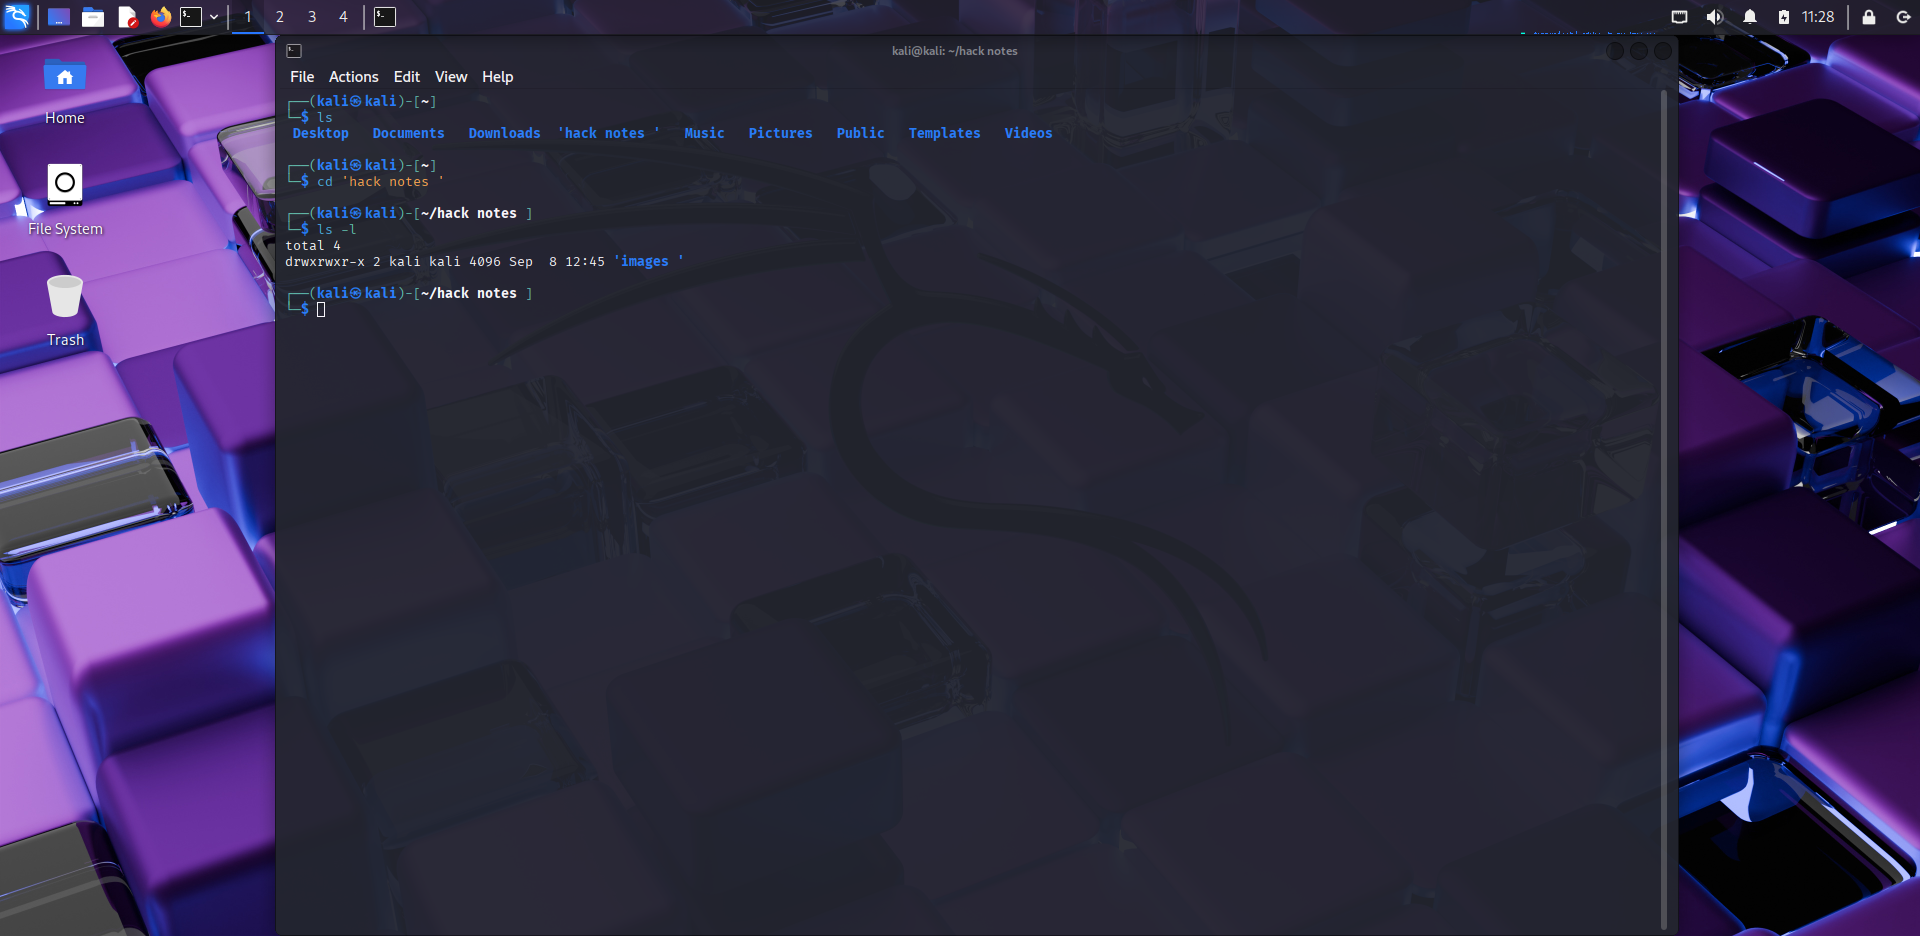 1 2 3 4 11:28
kali@kali: ~/hack notes
File Actions Edit View Help
┌──(kali㉿kali)-[~]
└─$ ls
Desktop Documents Downloads 'hack notes ' Music Pictures Public Templates Videos
┌──(kali㉿kali)-[~]
└─$ cd 'hack notes '
┌──(kali㉿kali)-[~/hack notes ]
└─$ ls -l
total 4
drwxrwxr-x 2 kali kali 4096 Sep  8 12:45 'images '
┌──(kali㉿kali)-[~/hack notes ]
└─$
Home
File System
Trash